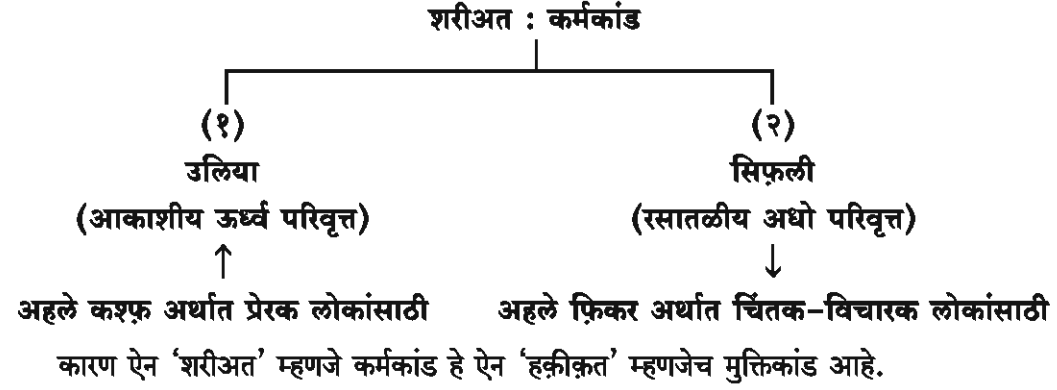 शरीअत : कर्मकांड
(१) (२)
उलिया सिफ़ली
(आकाशीय ऊर्ध्व परिवृत्त) (रसातळीय अधो परिवृत्त)
↑ ↓
अहले कश्फ़ अर्थात प्रेरक लोकांसाठी अहले फ़िकर अर्थात चिंतक-विचारक लोकांसाठी
कारण ऐन ‘शरीअत’ म्हणजे कर्मकांड हे ऐन ‘हक़ीक़त’ म्हणजेच मुक्तिकांड आहे.